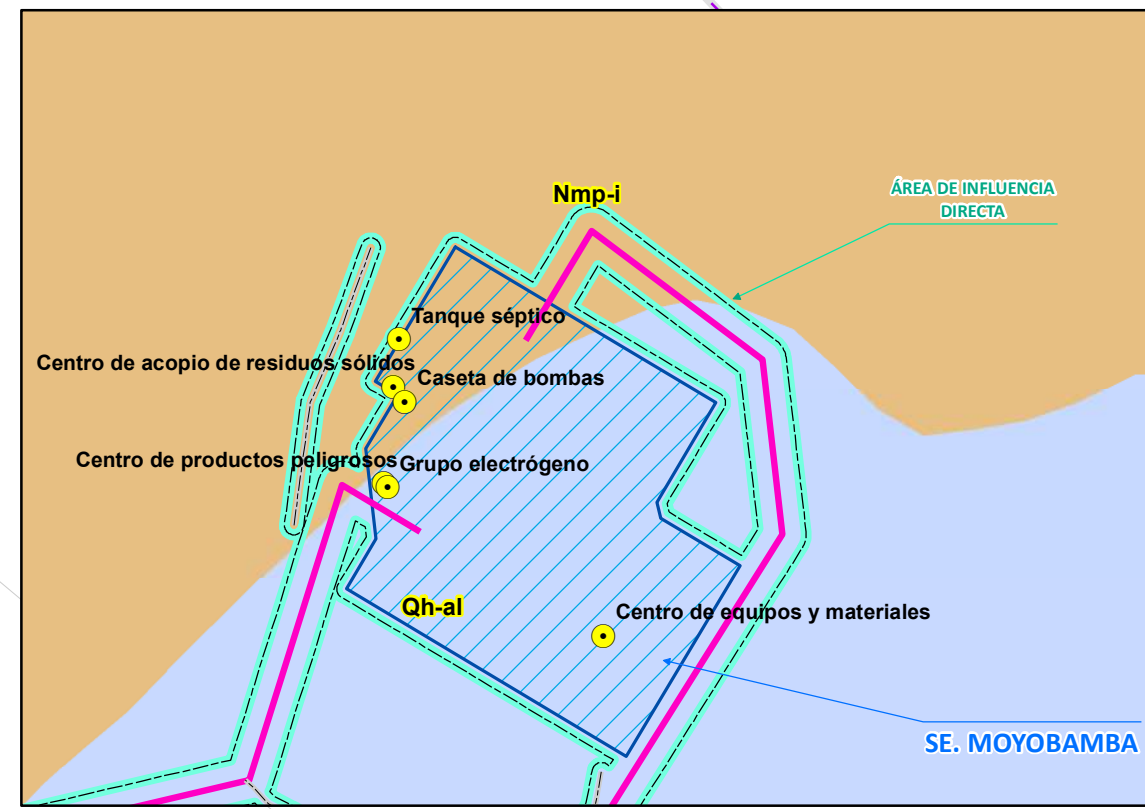 Nmp-i
ÁREA DE INFLUENCIA
DIRECTA
Tanque séptico
Centro de acopio de residuos sólidos
Caseta de bombas
Centro de productos peligrosos
Grupo electrógeno
Qh-al
Centro de equipos y materiales
SE. MOYOBAMBA